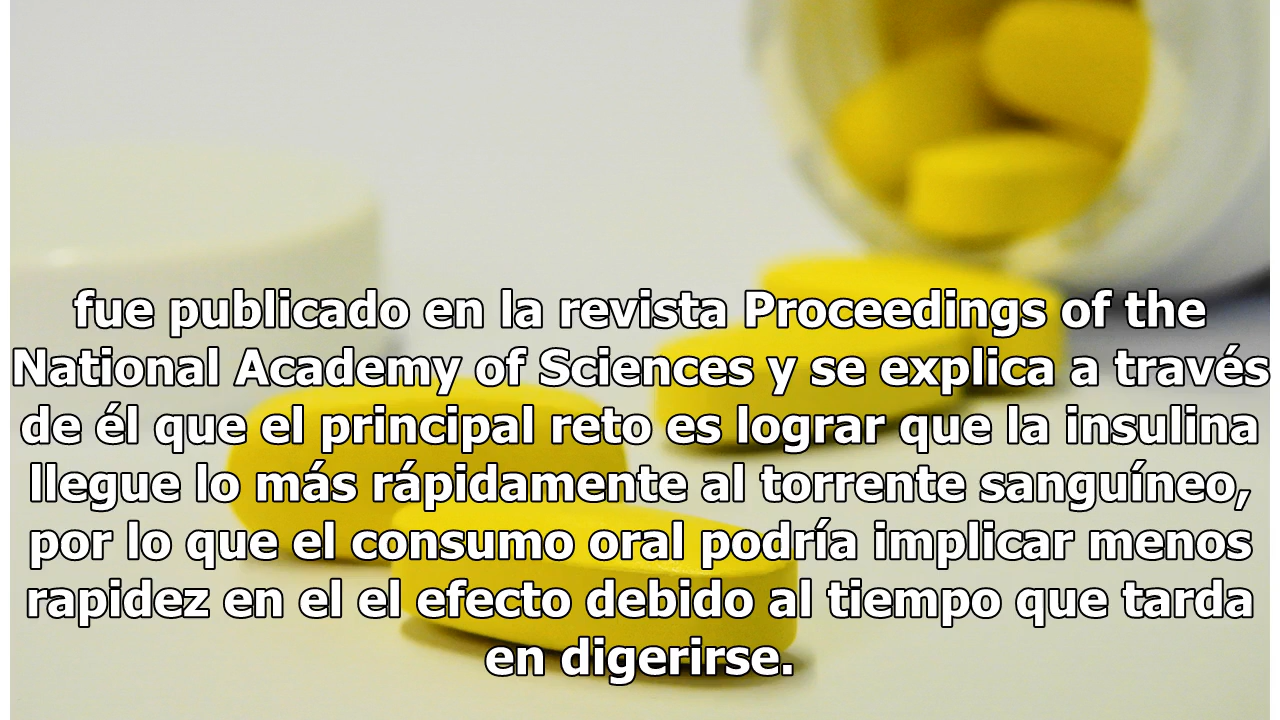 fue publicado en la revista Proceedings of the
National Academy of Sciences y se explica a través
de él que el principal reto es lograr que la insulina
llegue lo más rápidamente al torrente sanguíneo,
por lo que el consumo oral podría implicar menos
rapidez en el el efecto debido al tiempo que tarda
en digerirse.